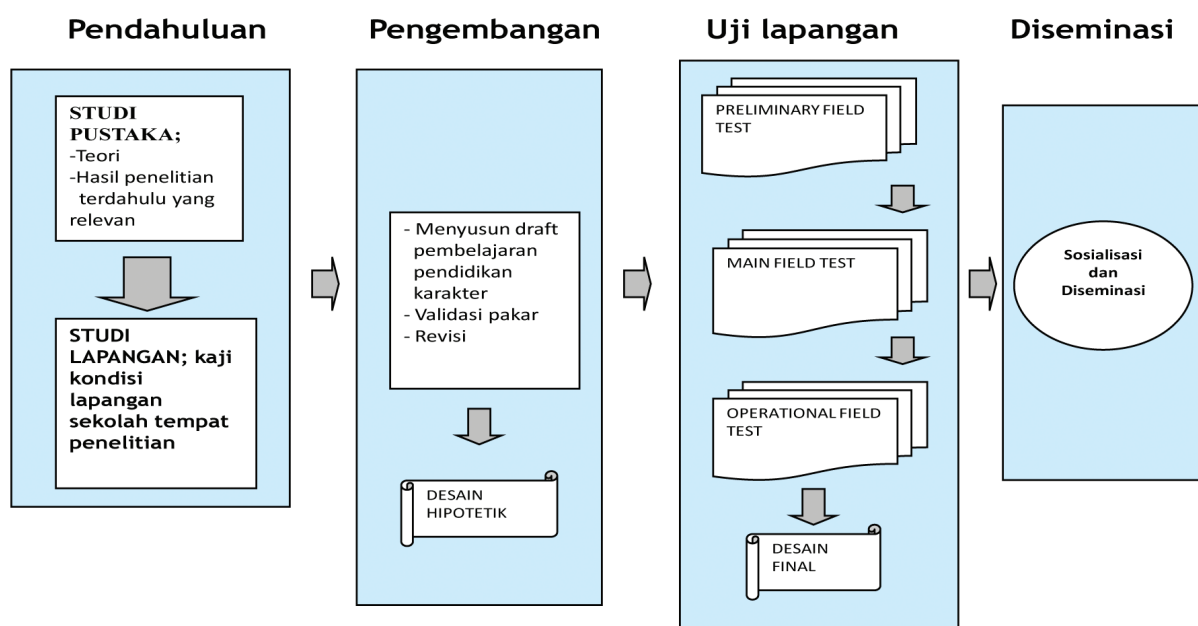 Pendahuluan
STUDI
PUSTAKA;
-Teori
-Hasil penelitian
terdahulu yang
relevan
STUDI
LAPANGAN; kaji
kondisi
lapangan
sekolah tempat
penelitian
Pengembangan
- Menyusun draft
pembelajaran
pendidikan
karakter
- Validasi pakar
- Revisi
DESAIN
HIPOTETIK
Uji lapangan
PRELIMINARY FIELD
TEST
MAIN FIELD TEST
OPERATIONAL FIELD
TEST
DESAIN
FINAL
Diseminasi
Sosialisasi
dan
Diseminasi